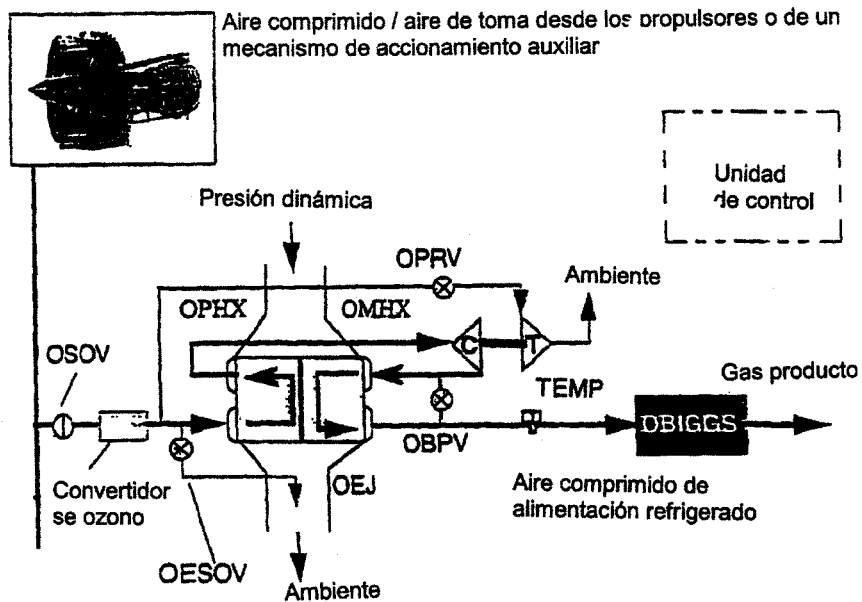 Aire comprimido / aire de toma desde los propulsores o de un
mecanismo de accionamiento auxiliar
Unidad
de control
Presión dinámica
OPRV
Ambiente
OPHX
OMHX
OSOV
C
T
TEMP
Gas producto
OBIGGS
OBPV
Convertidor
se ozono
OEJ
Aire comprimido de
alimentación refrigerado
OESOV
Ambiente